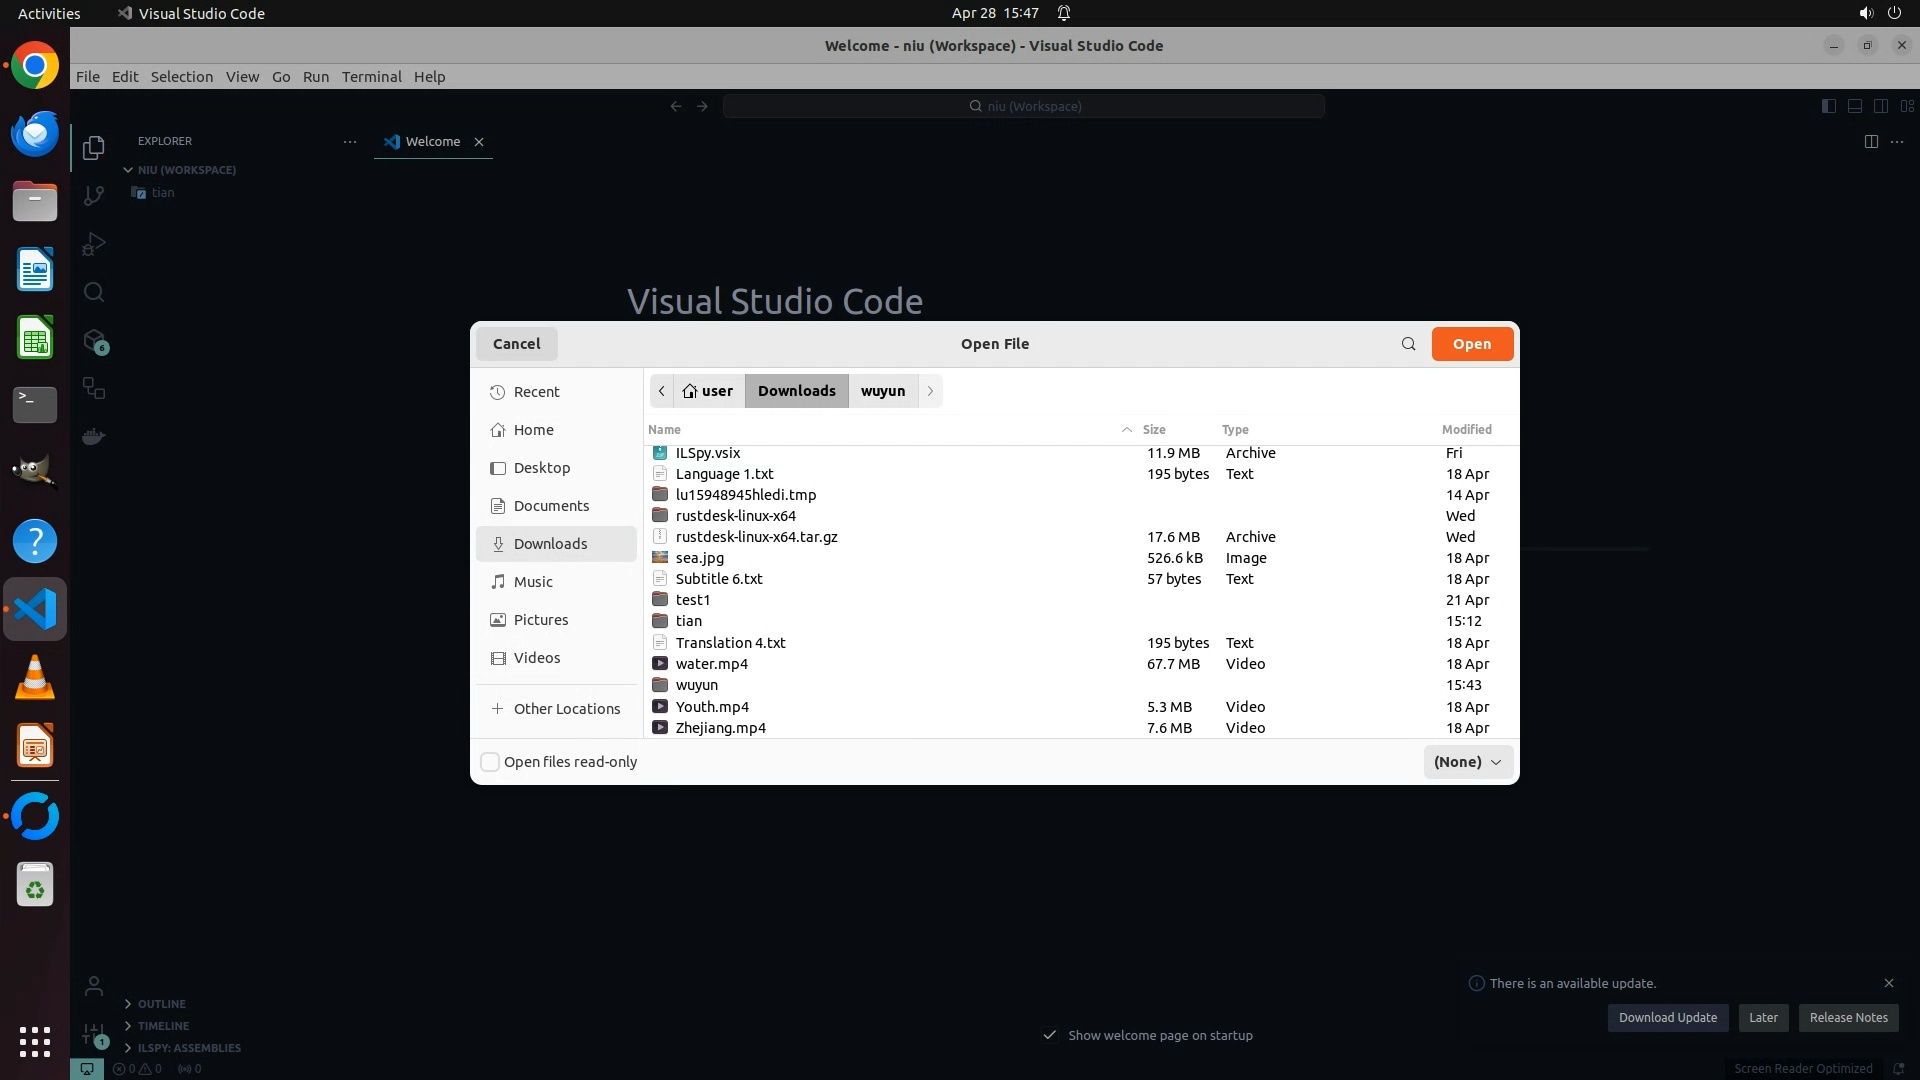 Activities
Visual Studio Code
Apr 28 15:47
Welcome - niu (Workspace) - Visual Studio Code
File Edit Selection View Go Run Terminal Help
niu (Workspace)
EXPLORER
Welcome
NIU (WORKSPACE)
tian
Visual Studio Code
Cancel
Open File
Open
Recent
Home
Desktop
Documents
Downloads
Music
Pictures
Videos
Other Locations
user
Downloads
wuyun
Name Size Type Modified
ILSpy.vsix 11.9 MB Archive Fri
Language 1.txt 195 bytes Text 18 Apr
lu15948945hledi.tmp 14 Apr
rustdesk-linux-x64 Wed
rustdesk-linux-x64.tar.gz 17.6 MB Archive Wed
sea.jpg 526.6 kB Image 18 Apr
Subtitle 6.txt 57 bytes Text 18 Apr
test1 21 Apr
tian 15:12
Translation 4.txt 195 bytes Text 18 Apr
water.mp4 67.7 MB Video 18 Apr
wuyun 15:43
Youth.mp4 5.3 MB Video 18 Apr
Zhejiang.mp4 7.6 MB Video 18 Apr
Open files read-only
(None)
6
OUTLINE
TIMELINE
ILSPY: ASSEMBLIES
1
Show welcome page on startup
There is an available update.
Download Update
Later
Release Notes
0 0 0
Screen Reader Optimized